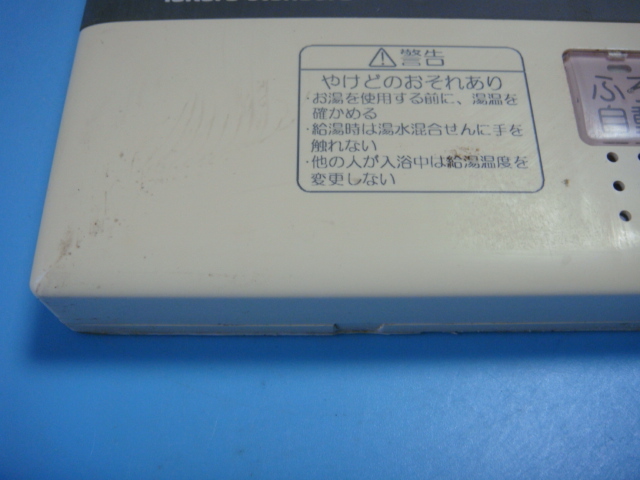 警告
やけどのおそれあり
・お湯を使用する前に、湯温を
確かめる
・給湯時は湯水混合せんに手を
触れない
・他の人が入浴中は給湯温度を
変更しない
ふろ
自動